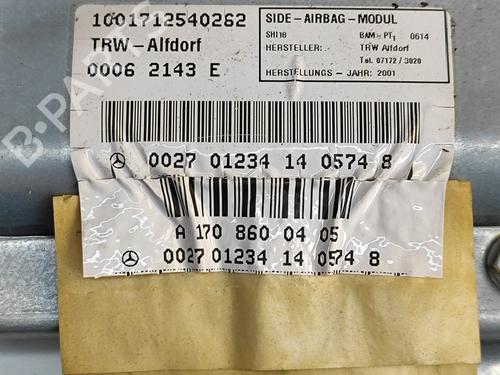 1001712540262
TRW-Alfdorf
0006 2143 E
SIDE-AIRBAG-MODUL
SHI18 BAM-PT1 0614
HERSTELLER: TRW Alfdorf
Tel. 07172 / 3020
HERSTELLUNGS - JAHR: 2001
0027 01234 14 0574 8
A 170 860 04 05
0027 01234 14 0574 8
B-PARTS